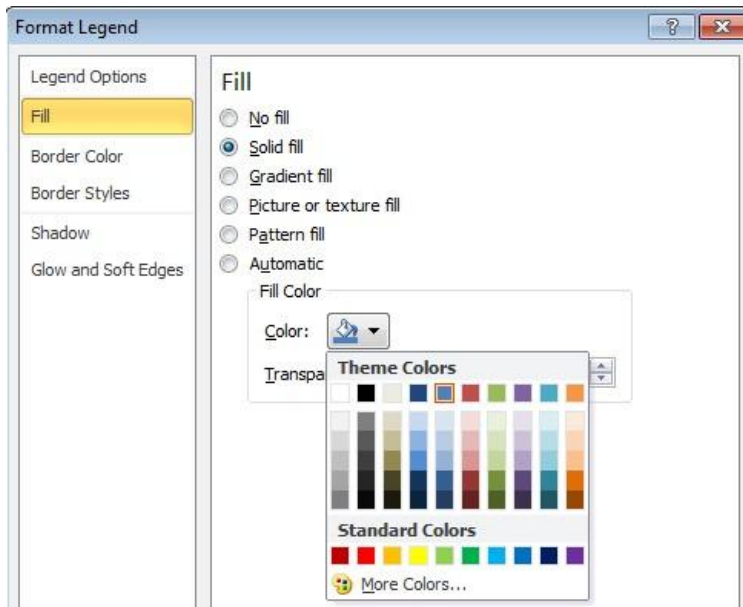 Format Legend
Legend Options
Fill
Border Color
Border Styles
Shadow
Glow and Soft Edges
Fill
No fill
Solid fill
Gradient fill
Picture or texture fill
Pattern fill
Automatic
Fill Color
Color:
Transpa
Theme Colors
Standard Colors
More Colors...